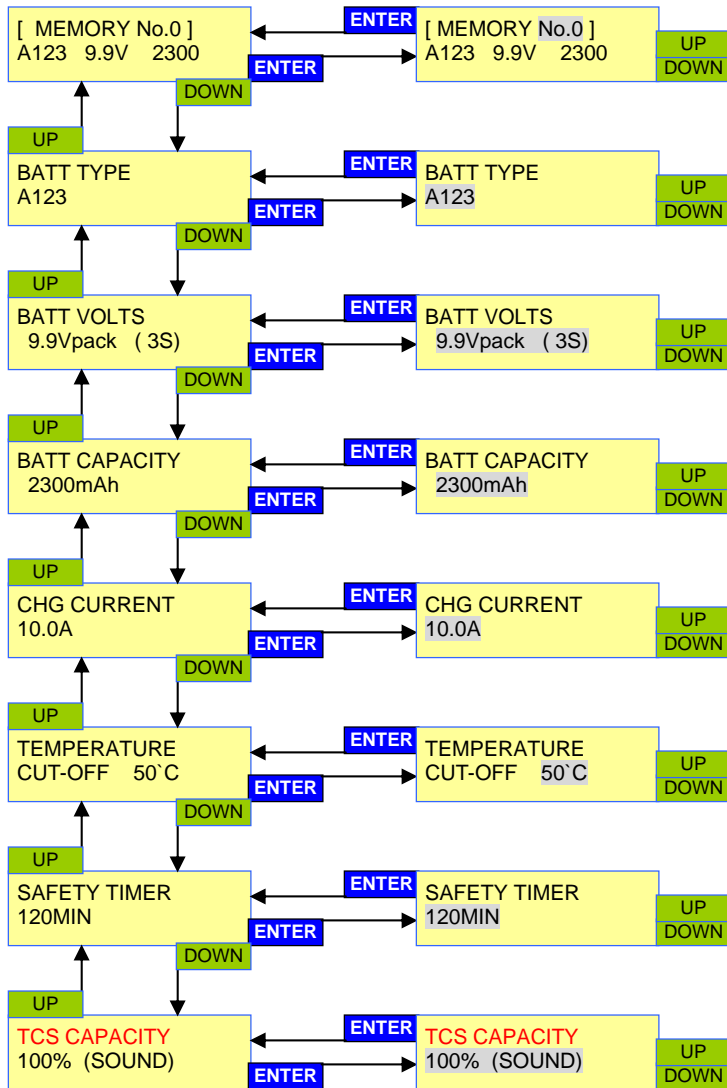 ENTER
[ MEMORY No.0 ]
A123 9.9V 2300
[ MEMORY No.0 ]
A123 9.9V 2300
UP
DOWN
ENTER
DOWN
UP
ENTER
BATT TYPE
A123
BATT TYPE
A123
UP
DOWN
ENTER
DOWN
UP
ENTER
BATT VOLTS
9.9Vpack ( 3S)
BATT VOLTS
9.9Vpack ( 3S)
UP
DOWN
ENTER
DOWN
UP
ENTER
BATT CAPACITY
2300mAh
BATT CAPACITY
2300mAh
UP
DOWN
ENTER
DOWN
UP
ENTER
CHG CURRENT
10.0A
CHG CURRENT
10.0A
UP
DOWN
ENTER
DOWN
UP
ENTER
TEMPERATURE
CUT-OFF 50`C
TEMPERATURE
CUT-OFF 50`C
UP
DOWN
ENTER
DOWN
UP
ENTER
SAFETY TIMER
120MIN
SAFETY TIMER
120MIN
UP
DOWN
ENTER
DOWN
UP
ENTER
TCS CAPACITY
100% (SOUND)
TCS CAPACITY
100% (SOUND)
UP
DOWN
ENTER